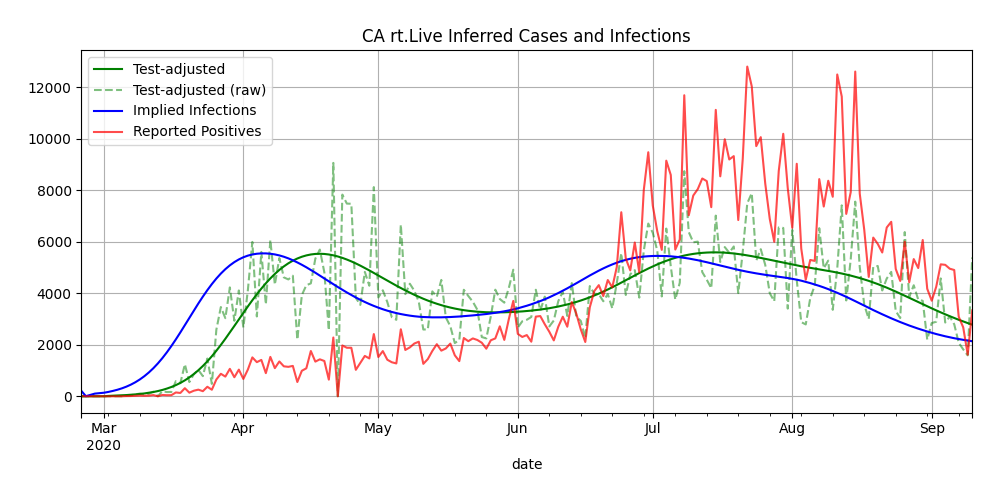 CA rt.Live Inferred Cases and Infections
Test-adjusted
Test-adjusted (raw)
Implied Infections
Reported Positives
12000
10000
8000
6000
4000
2000
0
Mar Apr May Jun Jul Aug Sep
2020
date